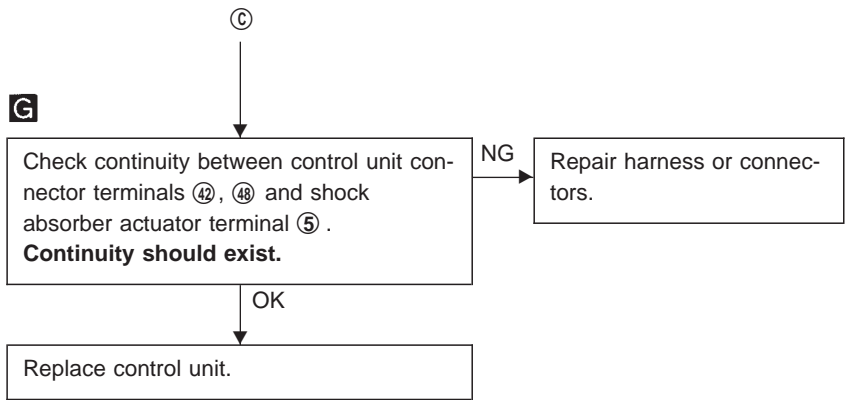 Ⓒ
G
Check continuity between control unit con-
nector terminals ㊷, ㊽ and shock
absorber actuator terminal ⑤ .
Continuity should exist.
NG
Repair harness or connec-
tors.
OK
Replace control unit.